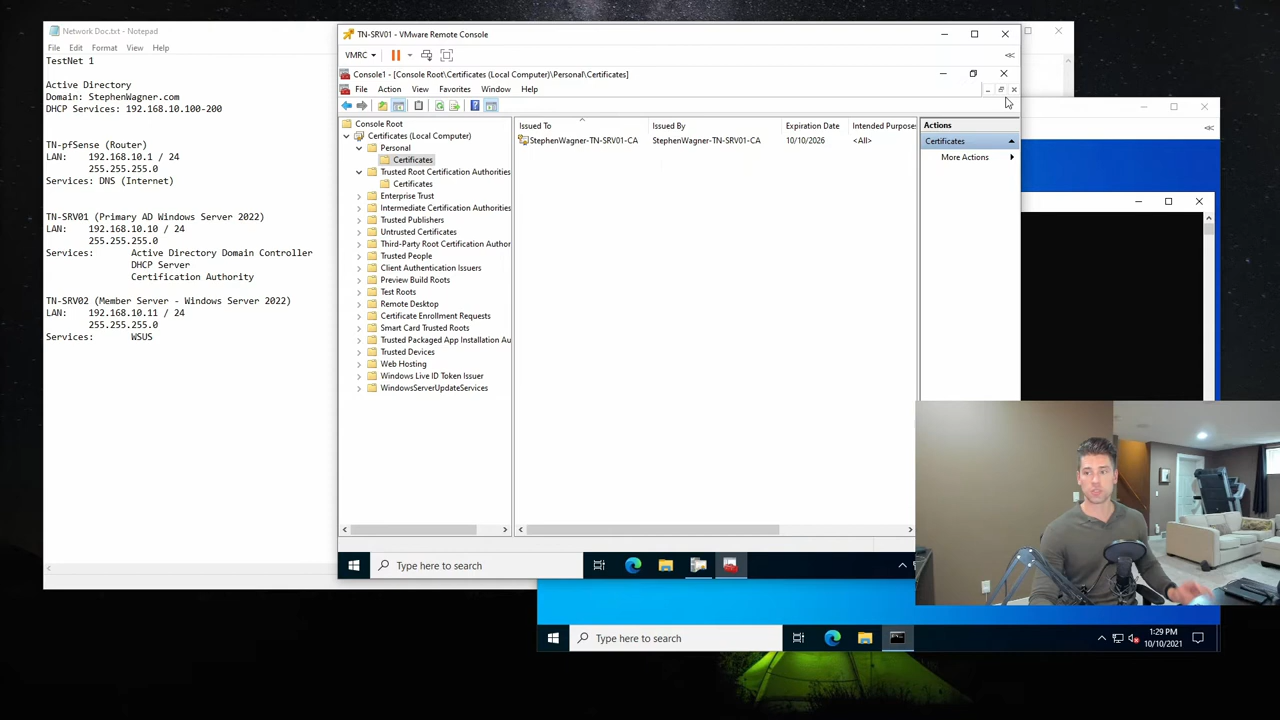 Network Doc.txt - Notepad
File Edit Format View Help
TestNet 1
Active Directory
Domain: StephenWagner.com
DHCP Services: 192.168.10.100-200
TN-pfSense (Router)
LAN: 192.168.10.1 / 24
255.255.255.0
Services: DNS (Internet)
TN-SRV01 (Primary AD Windows Server 2022)
LAN: 192.168.10.10 / 24
255.255.255.0
Services: Active Directory Domain Controller
DHCP Server
Certification Authority
TN-SRV02 (Member Server - Windows Server 2022)
LAN: 192.168.10.11 / 24
255.255.255.0
Services: WSUS
TN-SRV01 - VMware Remote Console
VMRC
Console1 - [Console Root\Certificates (Local Computer)\Personal\Certificates]
File Action View Favorites Window Help
Console Root
Certificates (Local Computer)
Personal
Certificates
Trusted Root Certification Authorities
Certificates
Enterprise Trust
Intermediate Certification Authorities
Trusted Publishers
Untrusted Certificates
Third-Party Root Certification Author
Trusted People
Client Authentication Issuers
Preview Build Roots
Test Roots
Remote Desktop
Certificate Enrollment Requests
Smart Card Trusted Roots
Trusted Packaged App Installation Au
Trusted Devices
Web Hosting
Windows Live ID Token Issuer
WindowsServerUpdateServices
Issued To Issued By Expiration Date Intended Purposes
StephenWagner-TN-SRV01-CA StephenWagner-TN-SRV01-CA 10/10/2026 <All>
Actions
Certificates
More Actions
Type here to search
Type here to search
1:29 PM
10/10/2021